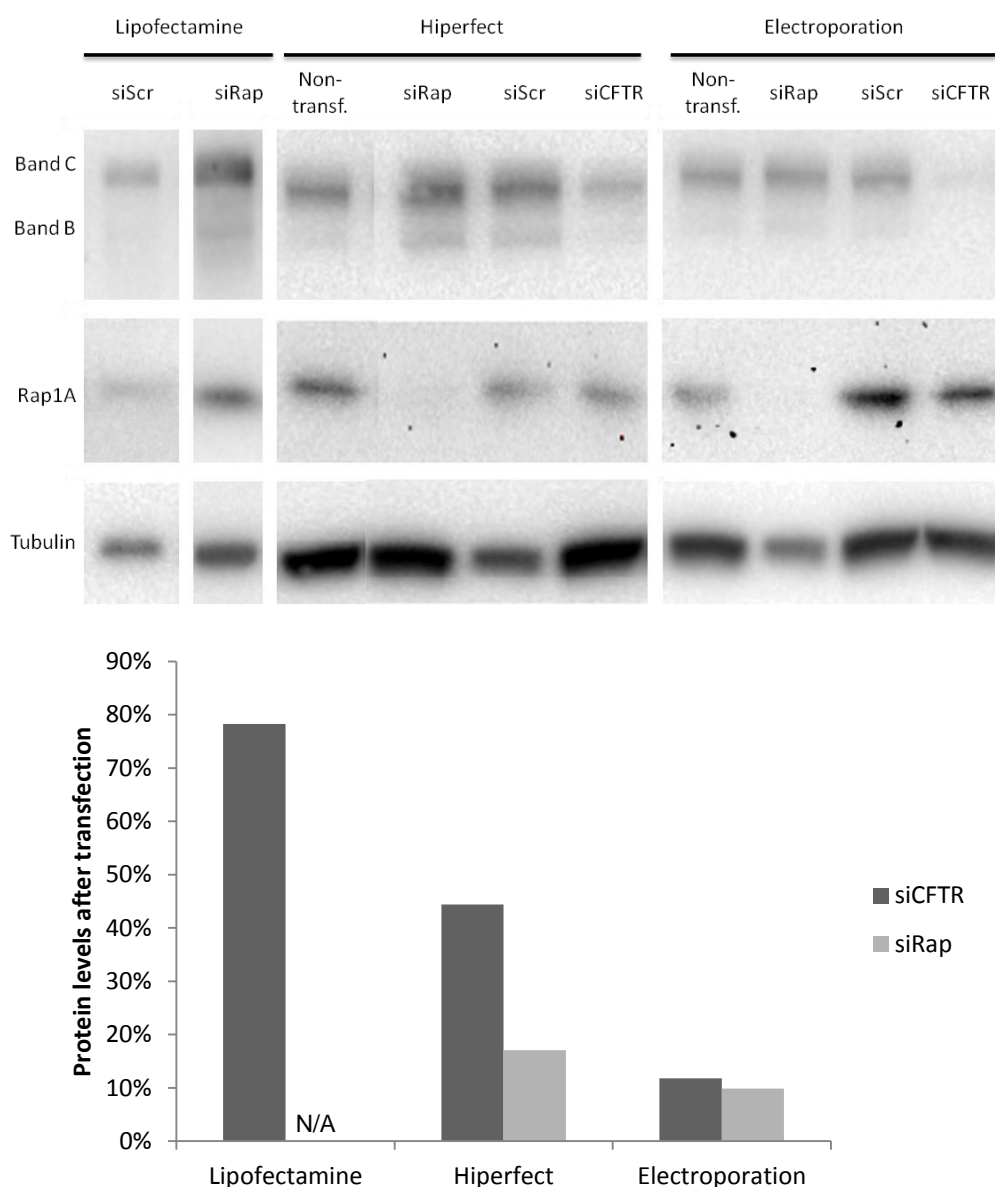 Lipofectamine Hiperfect Electroporation
siScr siRap Non-transf. siRap siScr siCFTR Non-transf. siRap siScr siCFTR
Band C
Band B
Rap1A
Tubulin
Protein levels after transfection
90%
80%
70%
60%
50%
40%
30%
20%
10%
0%
N/A
Lipofectamine Hiperfect Electroporation
siCFTR
siRap